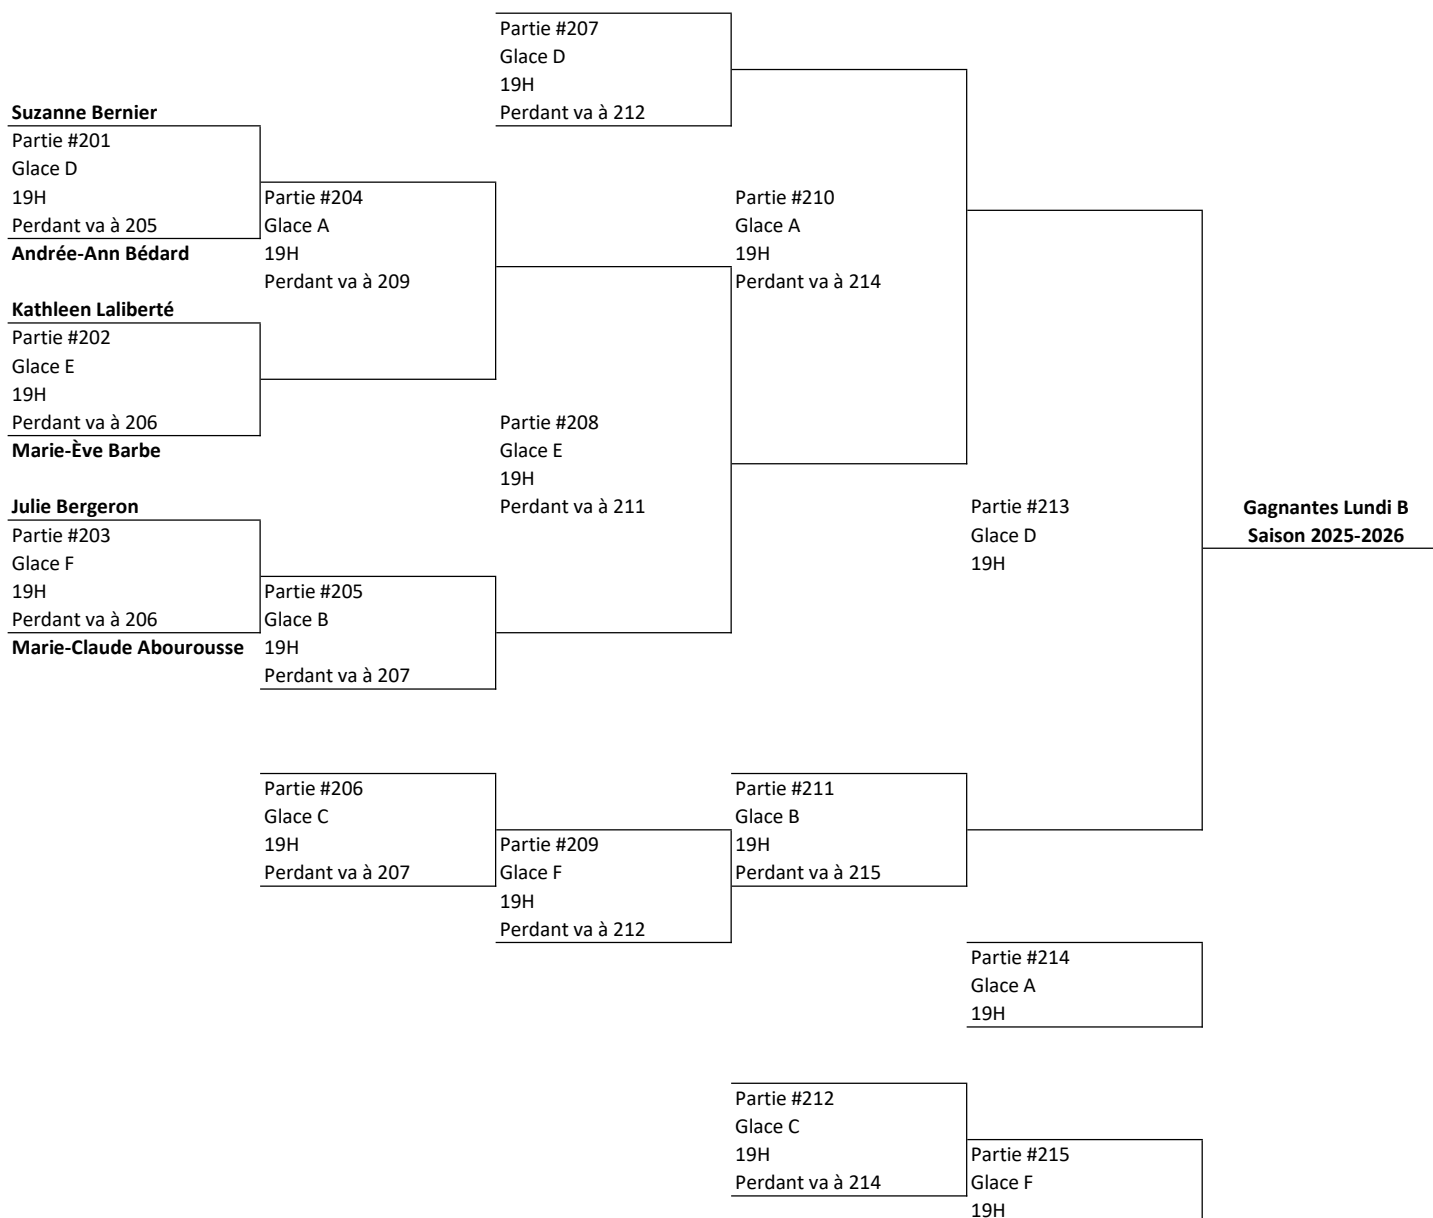 Partie #207
Glace D
19H
Perdant va à 212
Suzanne Bernier
Partie #201
Glace D
19H
Perdant va à 205
Andrée-Ann Bédard
Partie #204
Glace A
19H
Perdant va à 209
Partie #210
Glace A
19H
Perdant va à 214
Kathleen Laliberté
Partie #202
Glace E
19H
Perdant va à 206
Marie-Ève Barbe
Partie #208
Glace E
19H
Perdant va à 211
Julie Bergeron
Partie #203
Glace F
19H
Perdant va à 206
Marie-Claude Abourousse
Partie #205
Glace B
19H
Perdant va à 207
Partie #213
Glace D
19H
Gagnantes Lundi B
Saison 2025-2026
Partie #206
Glace C
19H
Perdant va à 207
Partie #209
Glace F
19H
Perdant va à 212
Partie #211
Glace B
19H
Perdant va à 215
Partie #214
Glace A
19H
Partie #212
Glace C
19H
Perdant va à 214
Partie #215
Glace F
19H